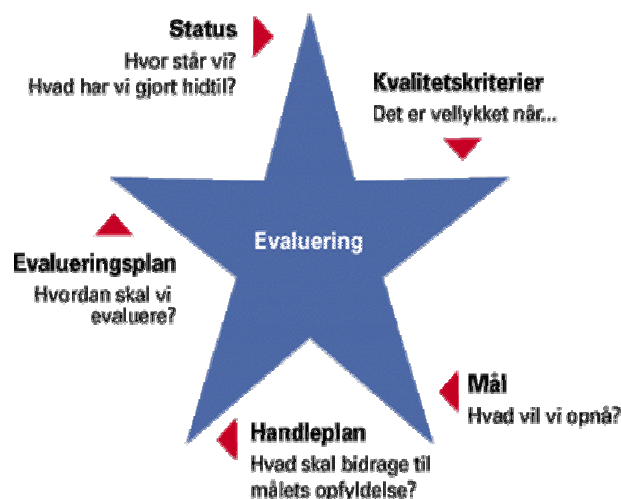 Status
Hvor står vi?
Hvad har vi gjort hidtil?
Kvalitetskriterier
Det er vellykket når...
Evaluering
Evalueringsplan
Hvordan skal vi
evaluere?
Mål
Hvad vil vi opnå?
Handleplan
Hvad skal bidrage til
målets opfyldelse?